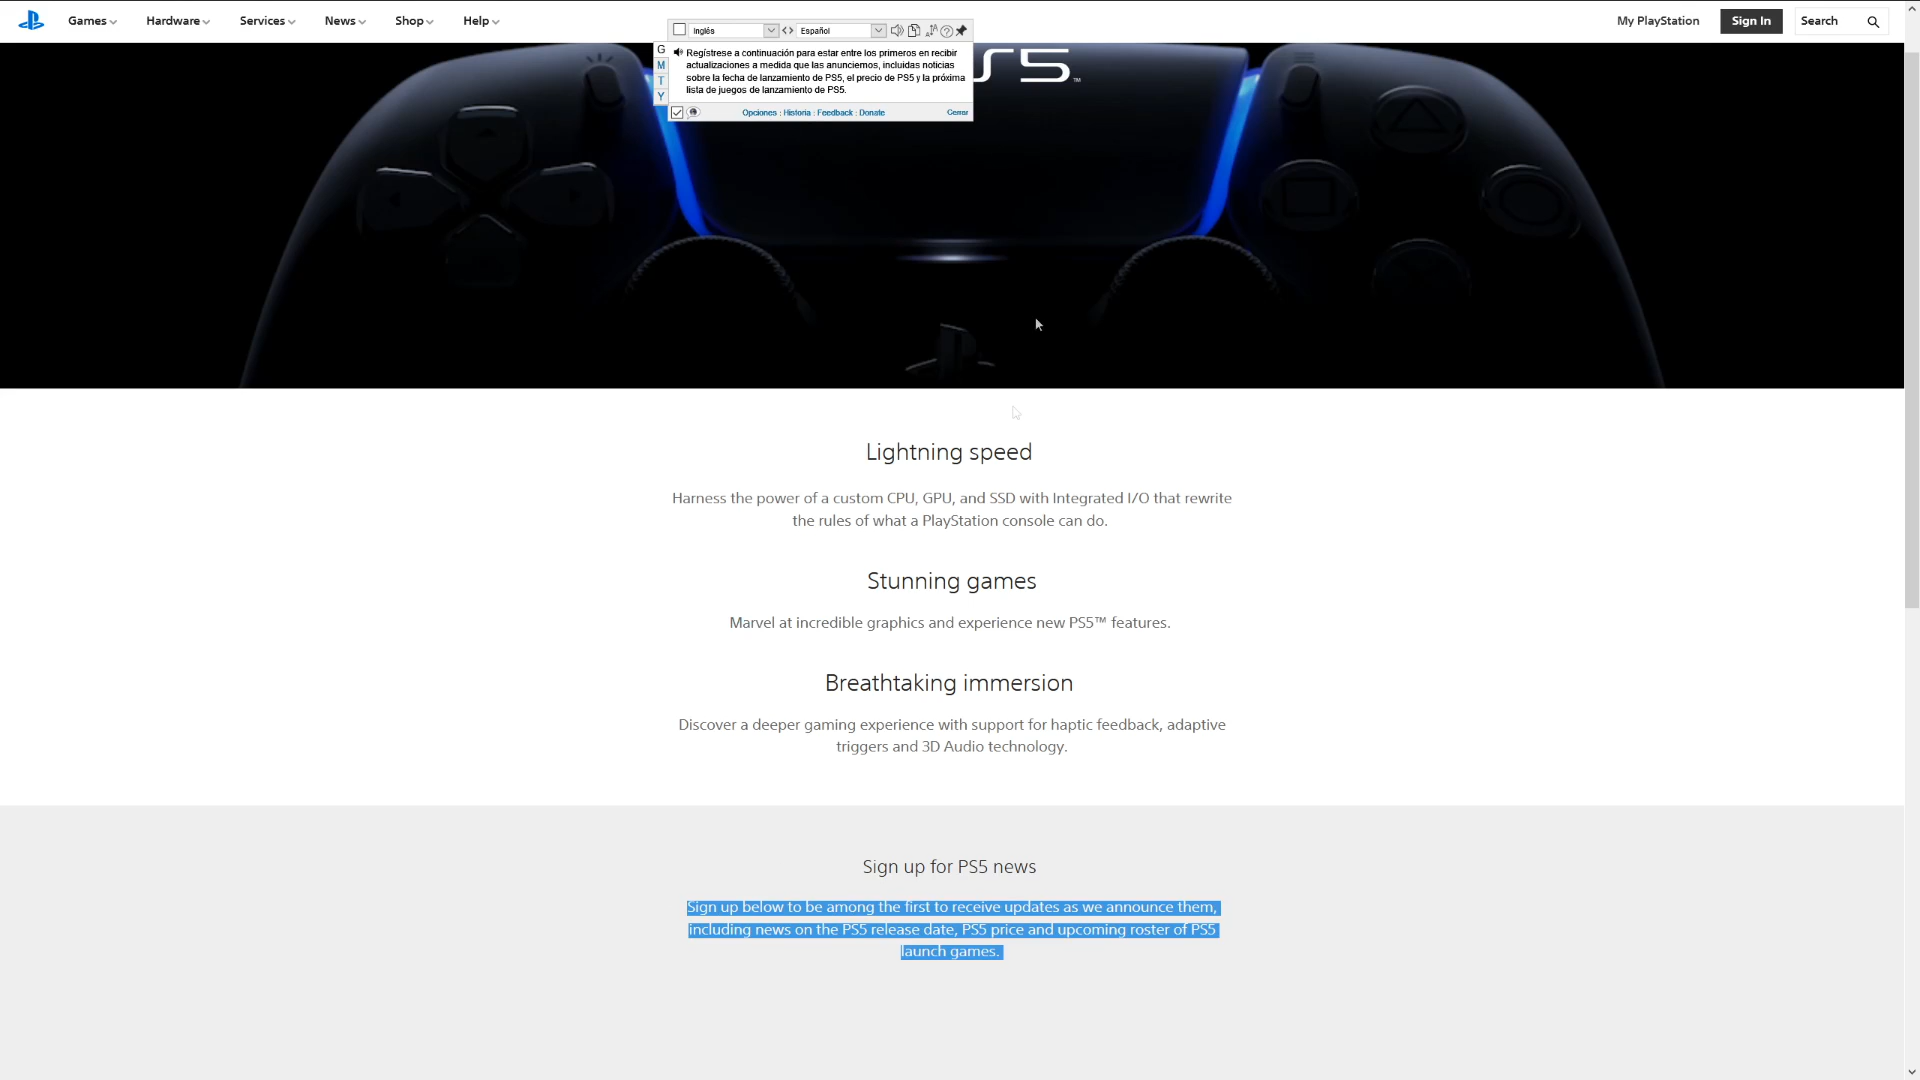 Games Hardware Services News Shop Help My PlayStation Sign In Search
Inglés Español
G
M
T
Y
Regístrese a continuación para estar entre los primeros en recibir
actualizaciones a medida que las anunciemos, incluidas noticias
sobre la fecha de lanzamiento de PS5, el precio de PS5 y la próxima
lista de juegos de lanzamiento de PS5.
Opciones : Historia : Feedback : Donate Cerrar
PS5™
Lightning speed
Harness the power of a custom CPU, GPU, and SSD with Integrated I/O that rewrite
the rules of what a PlayStation console can do.
Stunning games
Marvel at incredible graphics and experience new PS5™ features.
Breathtaking immersion
Discover a deeper gaming experience with support for haptic feedback, adaptive
triggers and 3D Audio technology.
Sign up for PS5 news
Sign up below to be among the first to receive updates as we announce them,
including news on the PS5 release date, PS5 price and upcoming roster of PS5
launch games.